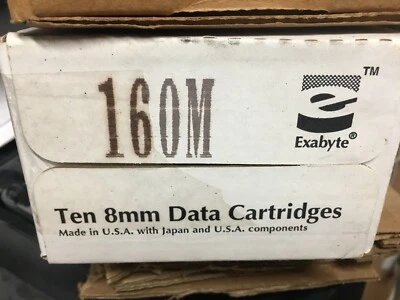 TM
160M
Exabyte®
Ten 8mm Data Cartridges
Made in U.S.A. with Japan and U.S.A. components